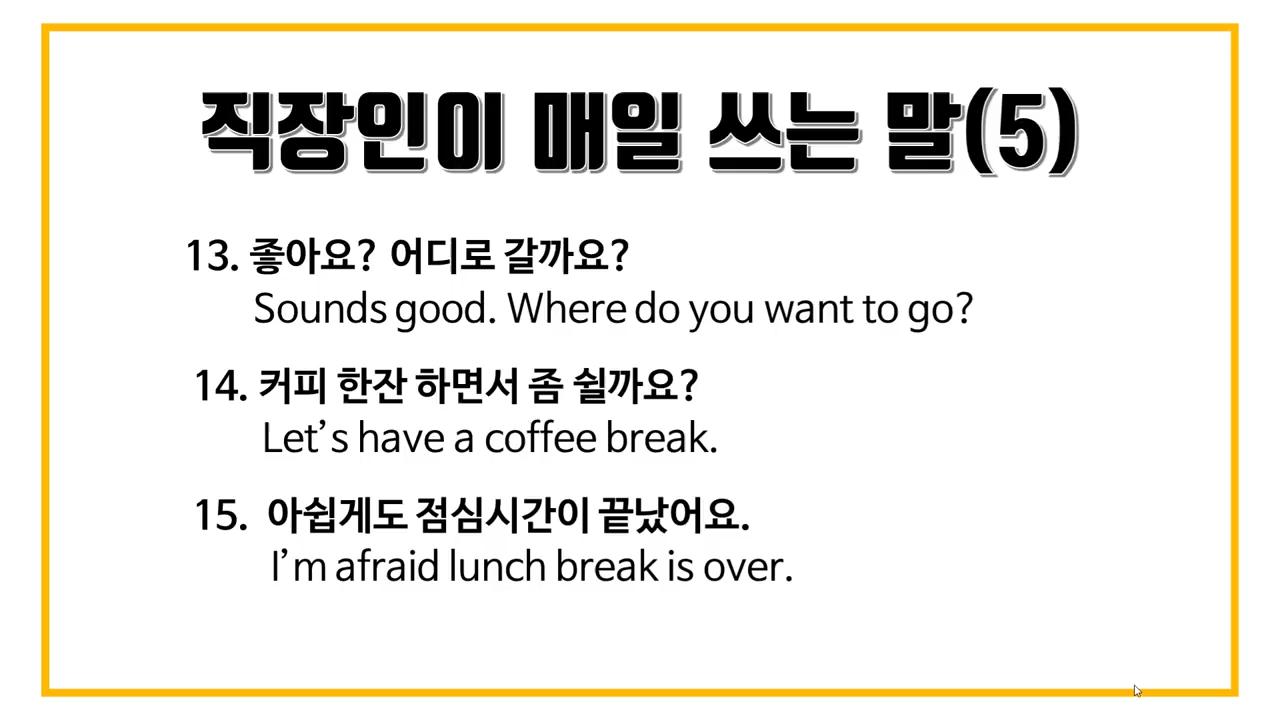 직장인이 매일 쓰는 말(5)
13. 좋아요? 어디로 갈까요?
Sounds good. Where do you want to go?
14. 커피 한잔 하면서 좀 쉴까요?
Let’s have a coffee break.
15. 아쉽게도 점심시간이 끝났어요.
I’m afraid lunch break is over.